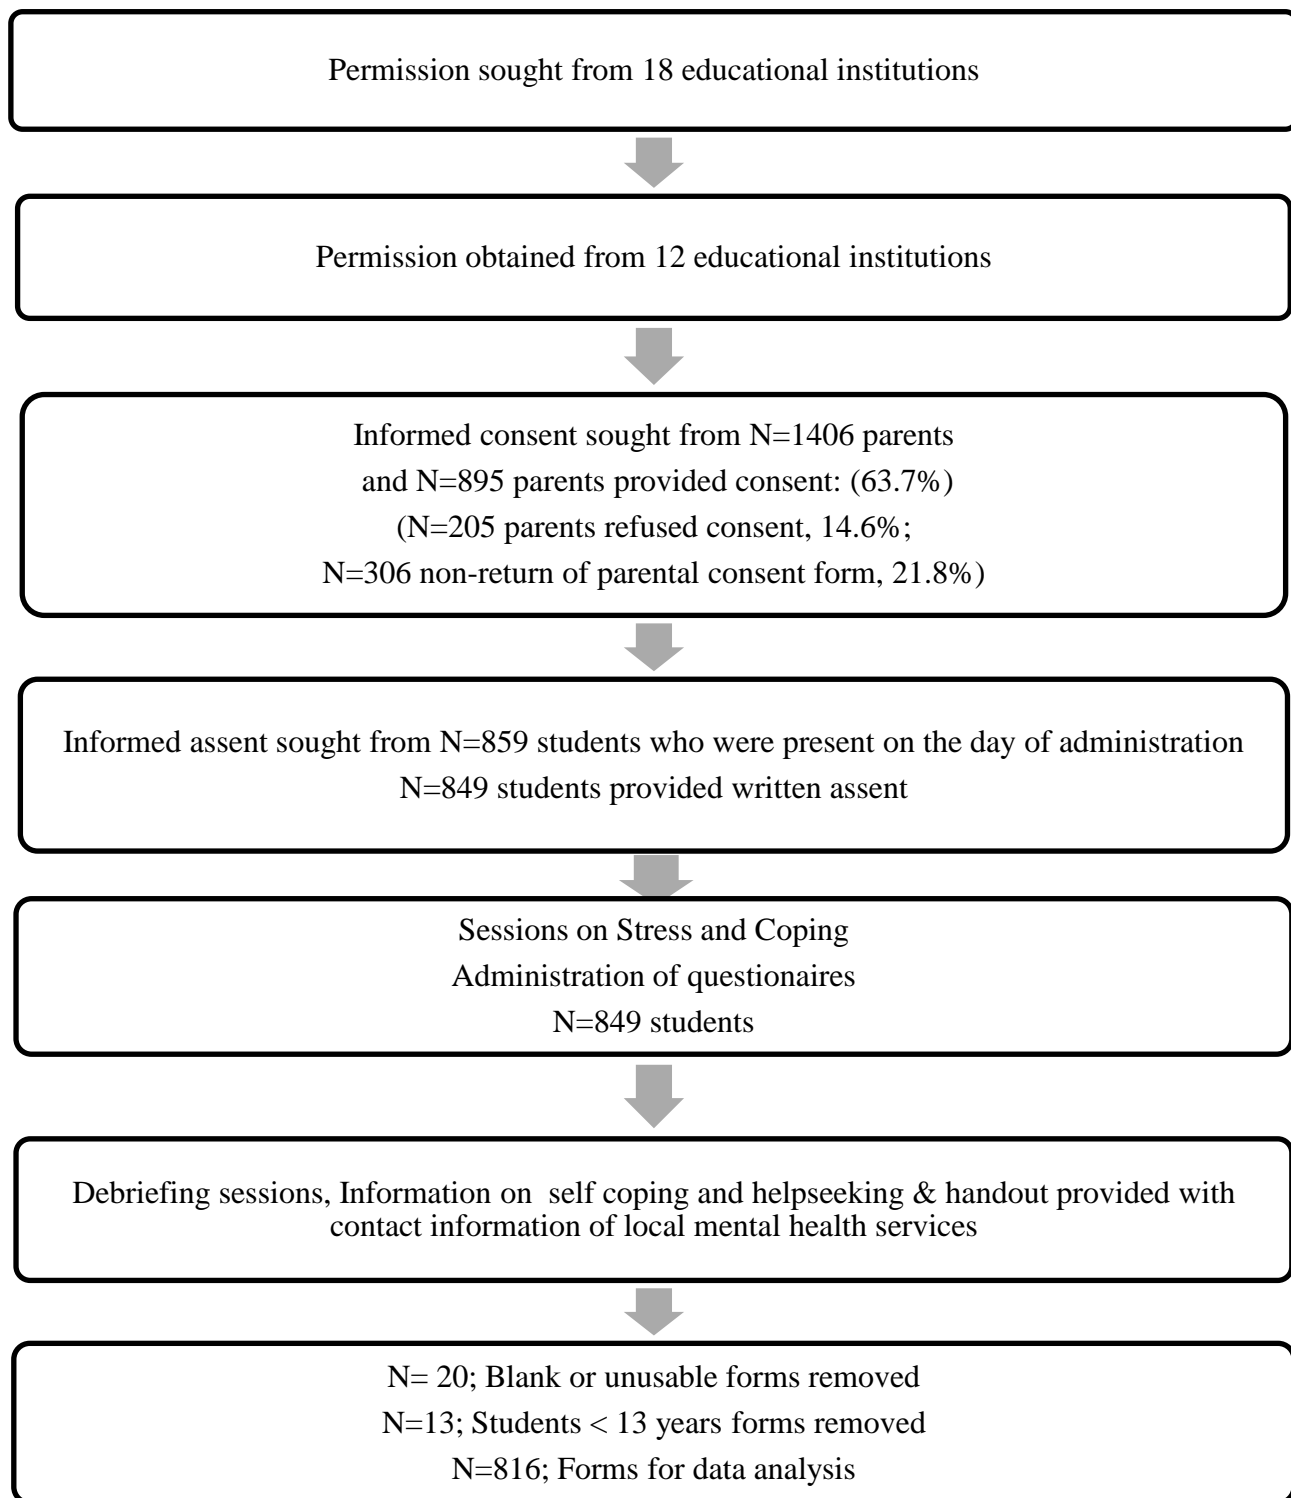 Permission sought from 18 educational institutions
Permission obtained from 12 educational institutions
Informed consent sought from N=1406 parents
and N=895 parents provided consent: (63.7%)
(N=205 parents refused consent, 14.6%;
N=306 non-return of parental consent form, 21.8%)
Informed assent sought from N=859 students who were present on the day of administration
N=849 students provided written assent
Sessions on Stress and Coping
Administration of questionaires
N=849 students
Debriefing sessions, Information on self coping and helpseeking & handout provided with
contact information of local mental health services
N= 20; Blank or unusable forms removed
N=13; Students < 13 years forms removed
N=816; Forms for data analysis